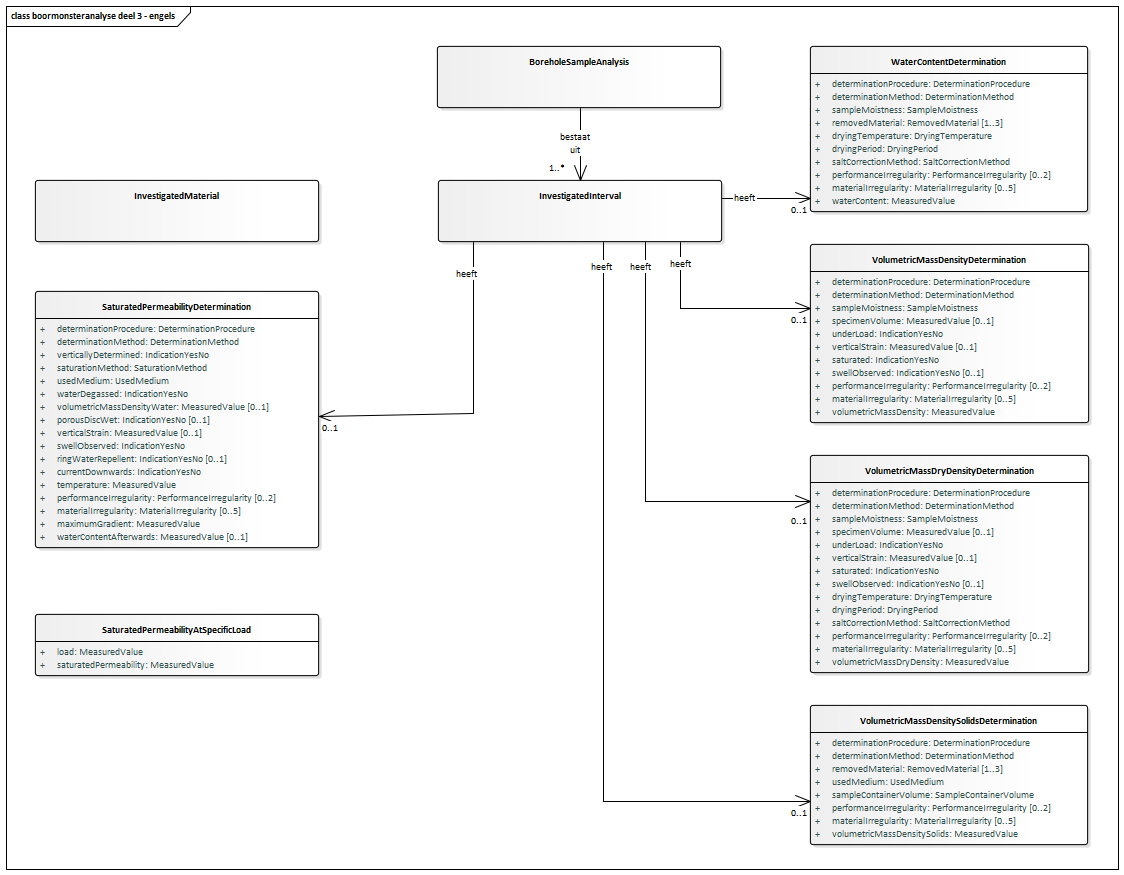 class boormonsteranalyse deel 3 - engels
BoreholeSampleAnalysis
bestaat
uit
1..*
InvestigatedInterval
heeft
0..1
heeft
0..1
heeft
heeft
heeft
0..1
0..1
0..1
InvestigatedMaterial
SaturatedPermeabilityDetermination
+ determinationProcedure: DeterminationProcedure
+ determinationMethod: DeterminationMethod
+ verticallyDetermined: IndicationYesNo
+ saturationMethod: SaturationMethod
+ usedMedium: UsedMedium
+ waterDegassed: IndicationYesNo
+ volumetricMassDensityWater: MeasuredValue [0..1]
+ porousDiscWet: IndicationYesNo [0..1]
+ verticalStrain: MeasuredValue [0..1]
+ swellObserved: IndicationYesNo
+ ringWaterRepellent: IndicationYesNo [0..1]
+ currentDownwards: IndicationYesNo
+ temperature: MeasuredValue
+ performanceIrregularity: PerformanceIrregularity [0..2]
+ materialIrregularity: MaterialIrregularity [0..5]
+ maximumGradient: MeasuredValue
+ waterContentAfterwards: MeasuredValue [0..1]
SaturatedPermeabilityAtSpecificLoad
+ load: MeasuredValue
+ saturatedPermeability: MeasuredValue
WaterContentDetermination
+ determinationProcedure: DeterminationProcedure
+ determinationMethod: DeterminationMethod
+ sampleMoistness: SampleMoistness
+ removedMaterial: RemovedMaterial [1..3]
+ dryingTemperature: DryingTemperature
+ dryingPeriod: DryingPeriod
+ saltCorrectionMethod: SaltCorrectionMethod
+ performanceIrregularity: PerformanceIrregularity [0..2]
+ materialIrregularity: MaterialIrregularity [0..5]
+ waterContent: MeasuredValue
VolumetricMassDensityDetermination
+ determinationProcedure: DeterminationProcedure
+ determinationMethod: DeterminationMethod
+ sampleMoistness: SampleMoistness
+ specimenVolume: MeasuredValue [0..1]
+ underLoad: IndicationYesNo
+ verticalStrain: MeasuredValue [0..1]
+ saturated: IndicationYesNo
+ swellObserved: IndicationYesNo [0..1]
+ performanceIrregularity: PerformanceIrregularity [0..2]
+ materialIrregularity: MaterialIrregularity [0..5]
+ volumetricMassDensity: MeasuredValue
VolumetricMassDryDensityDetermination
+ determinationProcedure: DeterminationProcedure
+ determinationMethod: DeterminationMethod
+ sampleMoistness: SampleMoistness
+ specimenVolume: MeasuredValue [0..1]
+ underLoad: IndicationYesNo
+ verticalStrain: MeasuredValue [0..1]
+ saturated: IndicationYesNo
+ swellObserved: IndicationYesNo [0..1]
+ dryingTemperature: DryingTemperature
+ dryingPeriod: DryingPeriod
+ saltCorrectionMethod: SaltCorrectionMethod
+ performanceIrregularity: PerformanceIrregularity [0..2]
+ materialIrregularity: MaterialIrregularity [0..5]
+ volumetricMassDryDensity: MeasuredValue
VolumetricMassDensitySolidsDetermination
+ determinationProcedure: DeterminationProcedure
+ determinationMethod: DeterminationMethod
+ removedMaterial: RemovedMaterial [1..3]
+ usedMedium: UsedMedium
+ sampleContainerVolume: SampleContainerVolume
+ performanceIrregularity: PerformanceIrregularity [0..2]
+ materialIrregularity: MaterialIrregularity [0..5]
+ volumetricMassDensitySolids: MeasuredValue